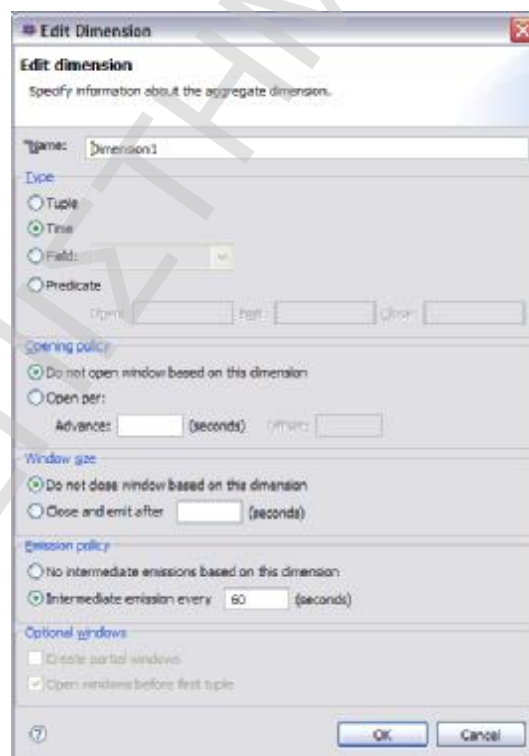 Edit Dimension
Edit dimension
Specify information about the aggregate dimension.
Name: Dimension1
Type
Tuple
Time
Field:
Predicate
Open: Close:
Opening policy
Do not open window based on this dimension
Open per:
Advance: (seconds) Offset:
Window size
Do not close window based on this dimension
Close and emit after (seconds)
Emission policy
No intermediate emissions based on this dimension
Intermediate emission every 60 (seconds)
Optional windows
Create partial windows
Open windows before first tuple
OK Cancel